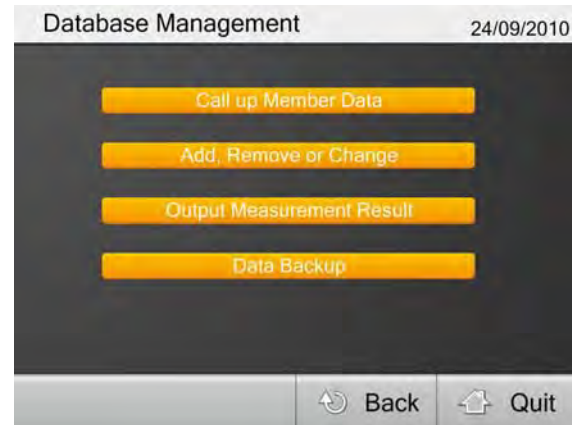 Database Management
24/09/2010
Call up Member Data
Add, Remove or Change
Output Measurement Result
Data Backup
Back
Quit